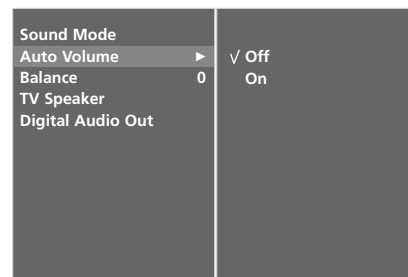 Sound Mode
Auto Volume ►
Balance 0
TV Speaker
Digital Audio Out
√ Off
On